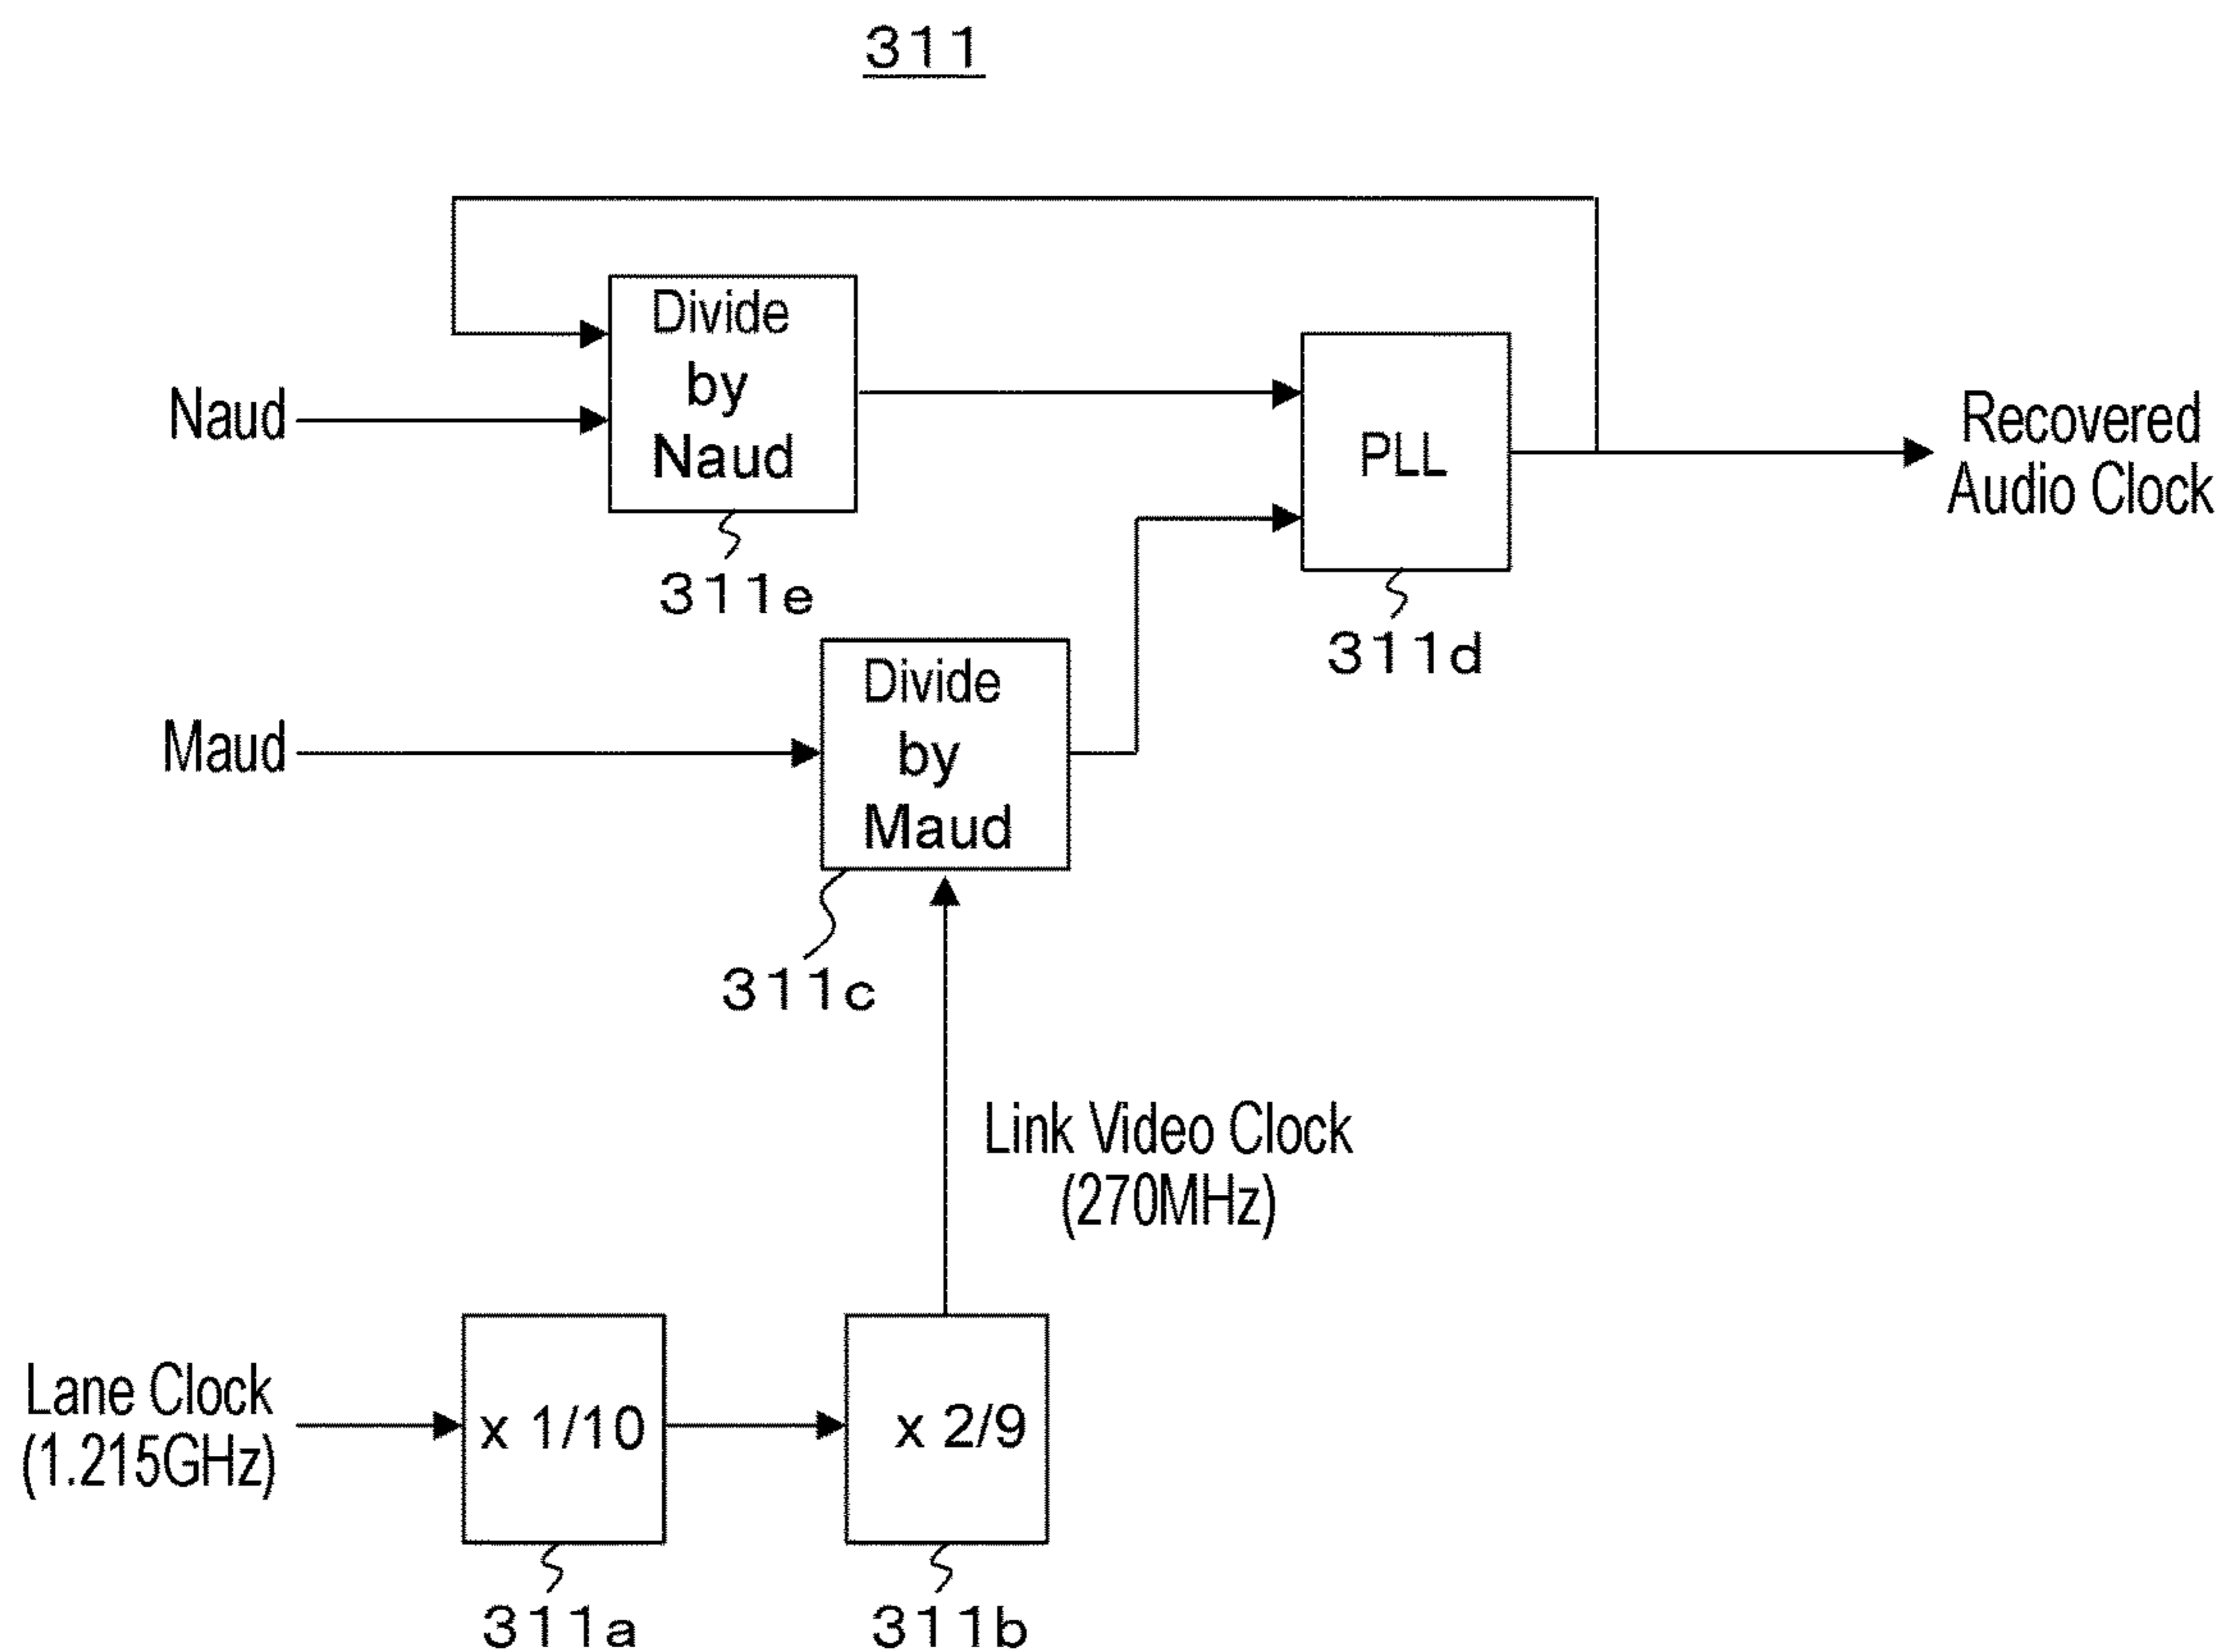 311
Divide
by
Naud
Naud
PLL
Recovered
Audio Clock
311e
311d
Divide
by
Maud
Maud
311c
Link Video Clock
(270MHz)
Lane Clock
(1.215GHz)
x 1/10
x 2/9
311a
311b